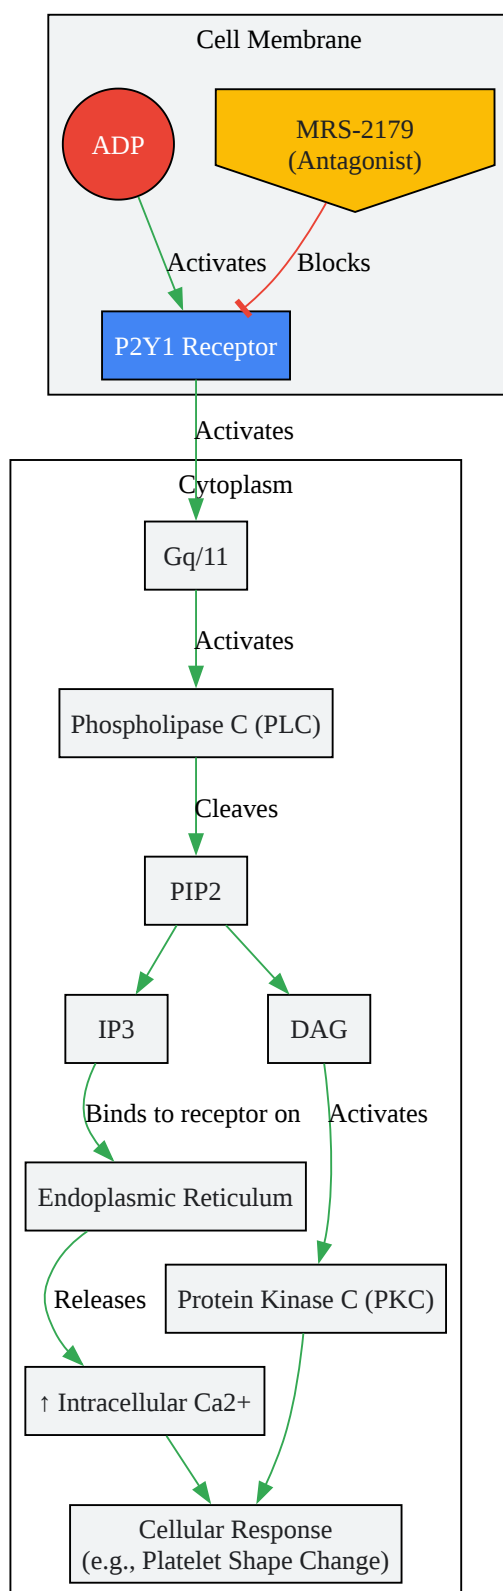 Cell Membrane
ADP
MRS-2179
(Antagonist)
Activates
Blocks
P2Y1 Receptor
Activates
Cytoplasm
Gq/11
Activates
Phospholipase C (PLC)
Cleaves
PIP2
IP3
DAG
Binds to receptor on
Activates
Endoplasmic Reticulum
Releases
Protein Kinase C (PKC)
↑ Intracellular Ca2+
Cellular Response
(e.g., Platelet Shape Change)